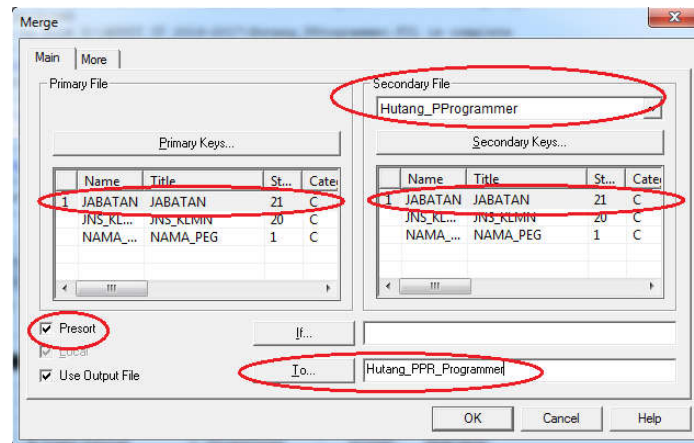 Merge
Main More
Primary File
Secondary File
Hutang_PProgrammer
Primary Keys...
Secondary Keys...
Name Title St... Cate
1 JABATAN JABATAN 21 C
JNS_KL... JNS_KLMN 20 C
NAMA_... NAMA_PEG 1 C
Name Title St... Cate
1 JABATAN JABATAN 21 C
JNS_KL... JNS_KLMN 20 C
NAMA_... NAMA_PEG 1 C
Presort
If...
Local
Use Output File
To...
Hutang_PPR_Programmer
OK Cancel Help